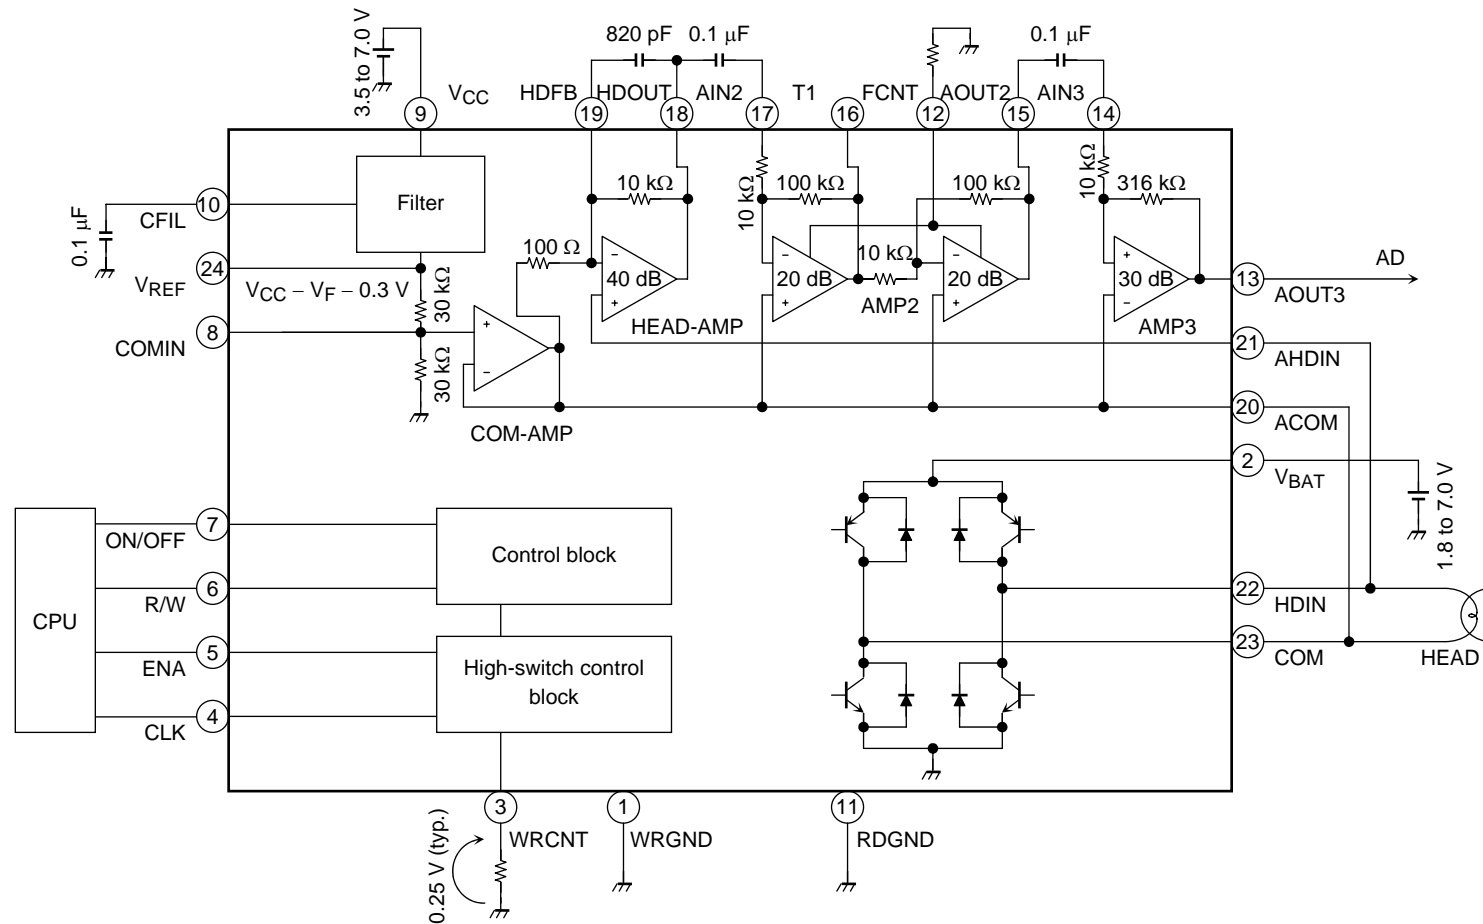 820 pF
0.1 μF
0.1 μF
3.5 to 7.0 V
VCC
HDFB
HDOUT
AIN2
T1
FCNT
AOUT2
AIN3
9
19
18
17
16
12
15
14
Filter
10 kΩ
10 kΩ
100 kΩ
100 kΩ
10 kΩ
316 kΩ
10
CFIL
0.1 μF
100 Ω
10 kΩ
24
VREF
VCC – VF – 0.3 V
30 kΩ
–
40 dB
+
–
20 dB
+
–
20 dB
+
+
30 dB
–
HEAD-AMP
AMP2
AMP3
13
AOUT3
AD
8
COMIN
30 kΩ
+
–
COM-AMP
21
AHDIN
20
ACOM
2
VBAT
1.8 to 7.0 V
CPU
7
ON/OFF
6
R/W
5
ENA
4
CLK
Control block
High-switch control
block
22
HDIN
23
COM
HEAD
3
WRCNT
0.25 V (typ.)
1
WRGND
11
RDGND